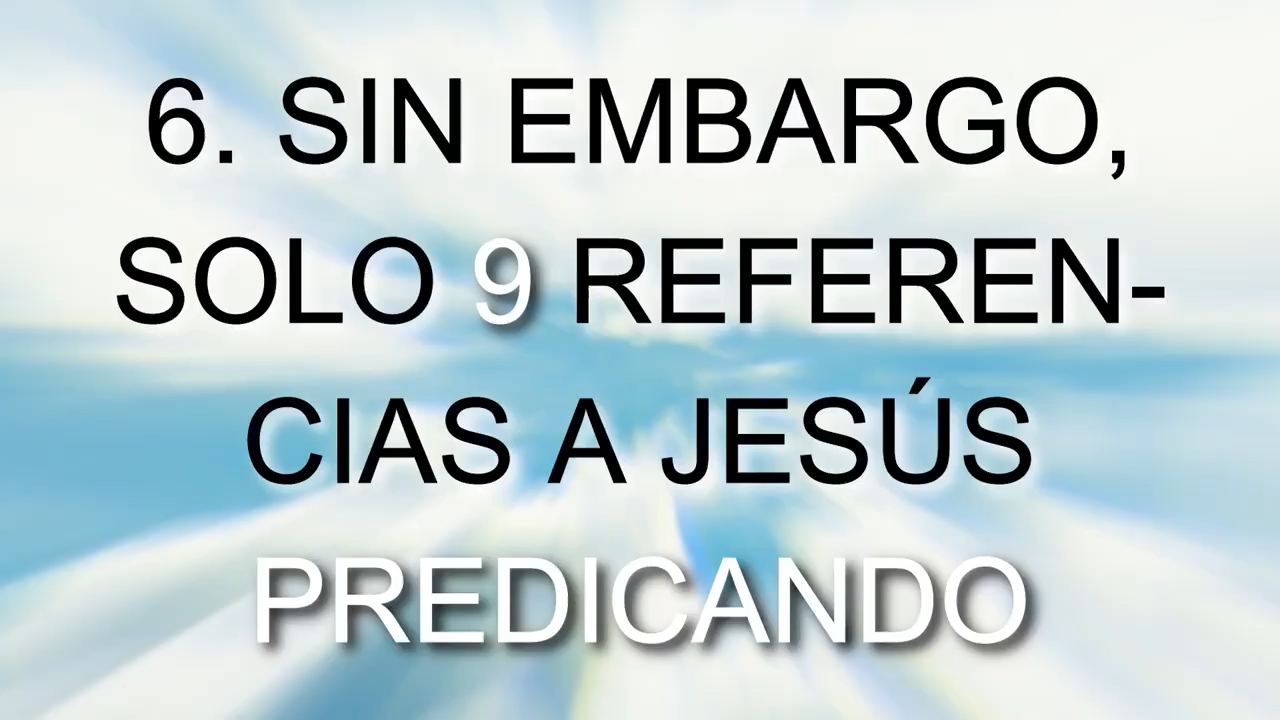 6. SIN EMBARGO,
SOLO 9 REFEREN-
CIAS A JESÚS
PREDICANDO